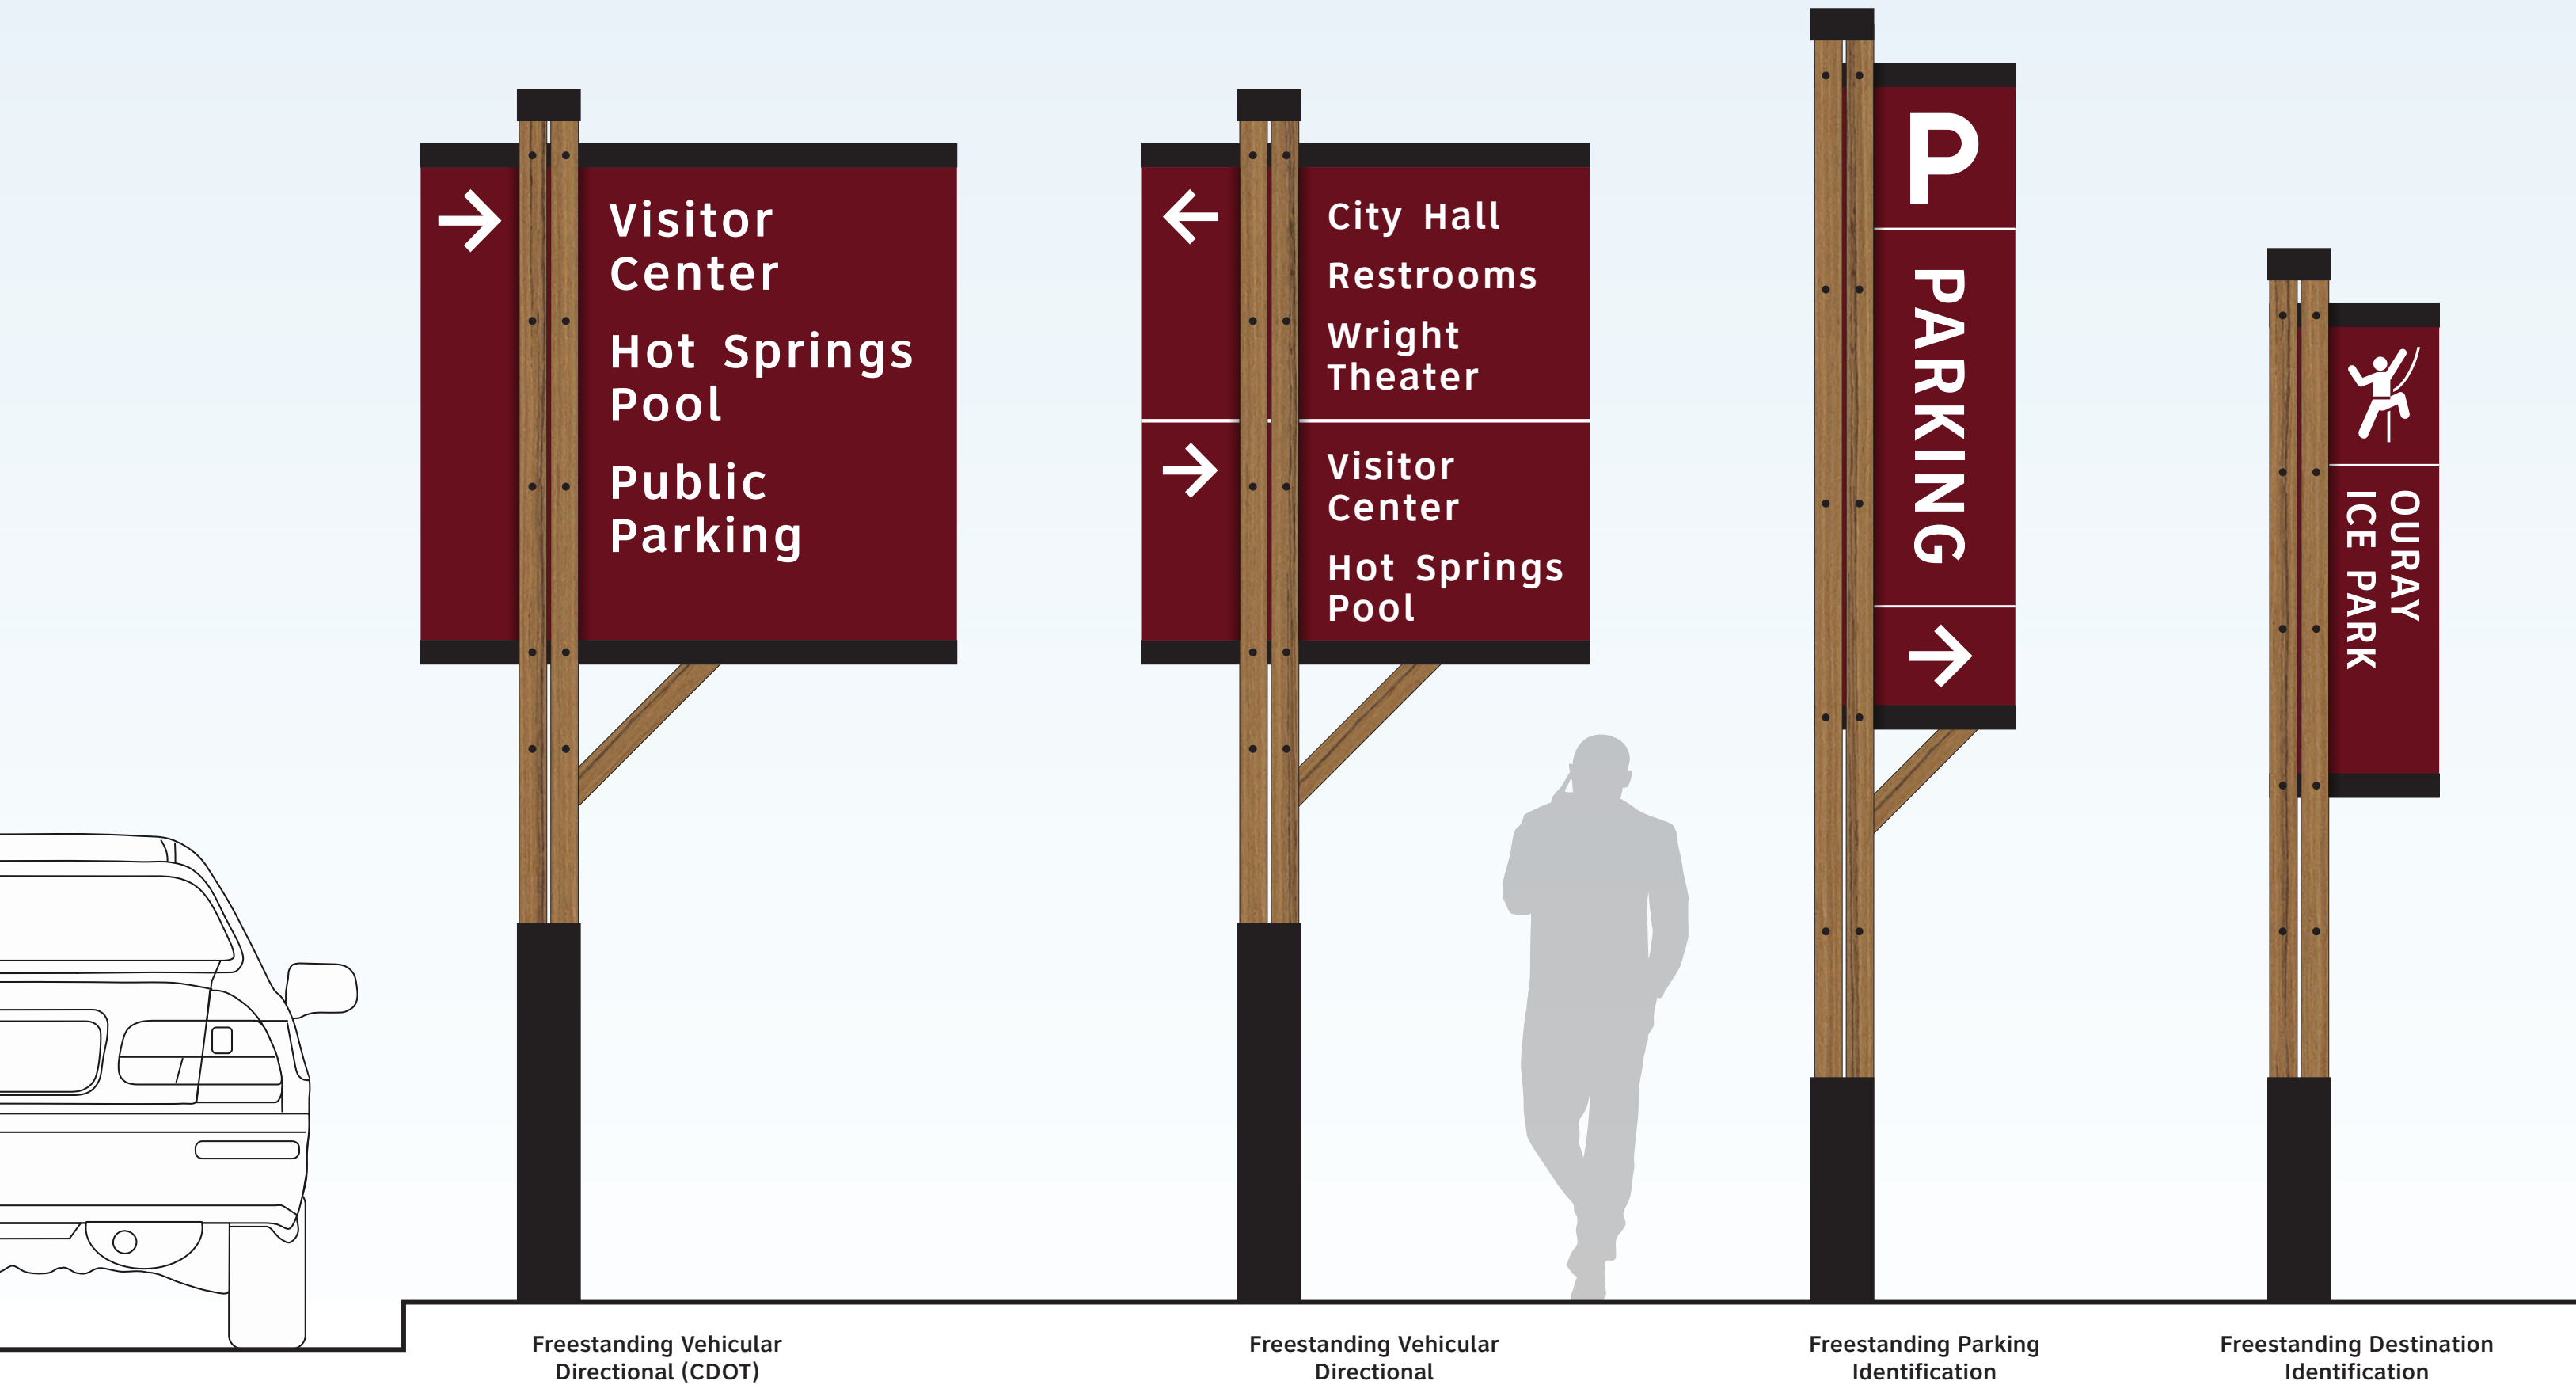 Visitor
Center
Hot Springs
Pool
Public
Parking
City Hall
Restrooms
Wright
Theater
Visitor
Center
Hot Springs
Pool
P
PARKING
OURAY
ICE PARK
Freestanding Vehicular
Directional (CDOT)
Freestanding Vehicular
Directional
Freestanding Parking
Identification
Freestanding Destination
Identification